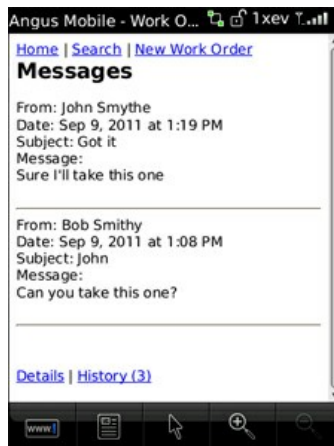 Angus Mobile - Work O... 1xev
Home | Search | New Work Order
Messages
From: John Smythe
Date: Sep 9, 2011 at 1:19 PM
Subject: Got it
Message:
Sure I'll take this one
From: Bob Smithy
Date: Sep 9, 2011 at 1:08 PM
Subject: John
Message:
Can you take this one?
Details | History (3)
www